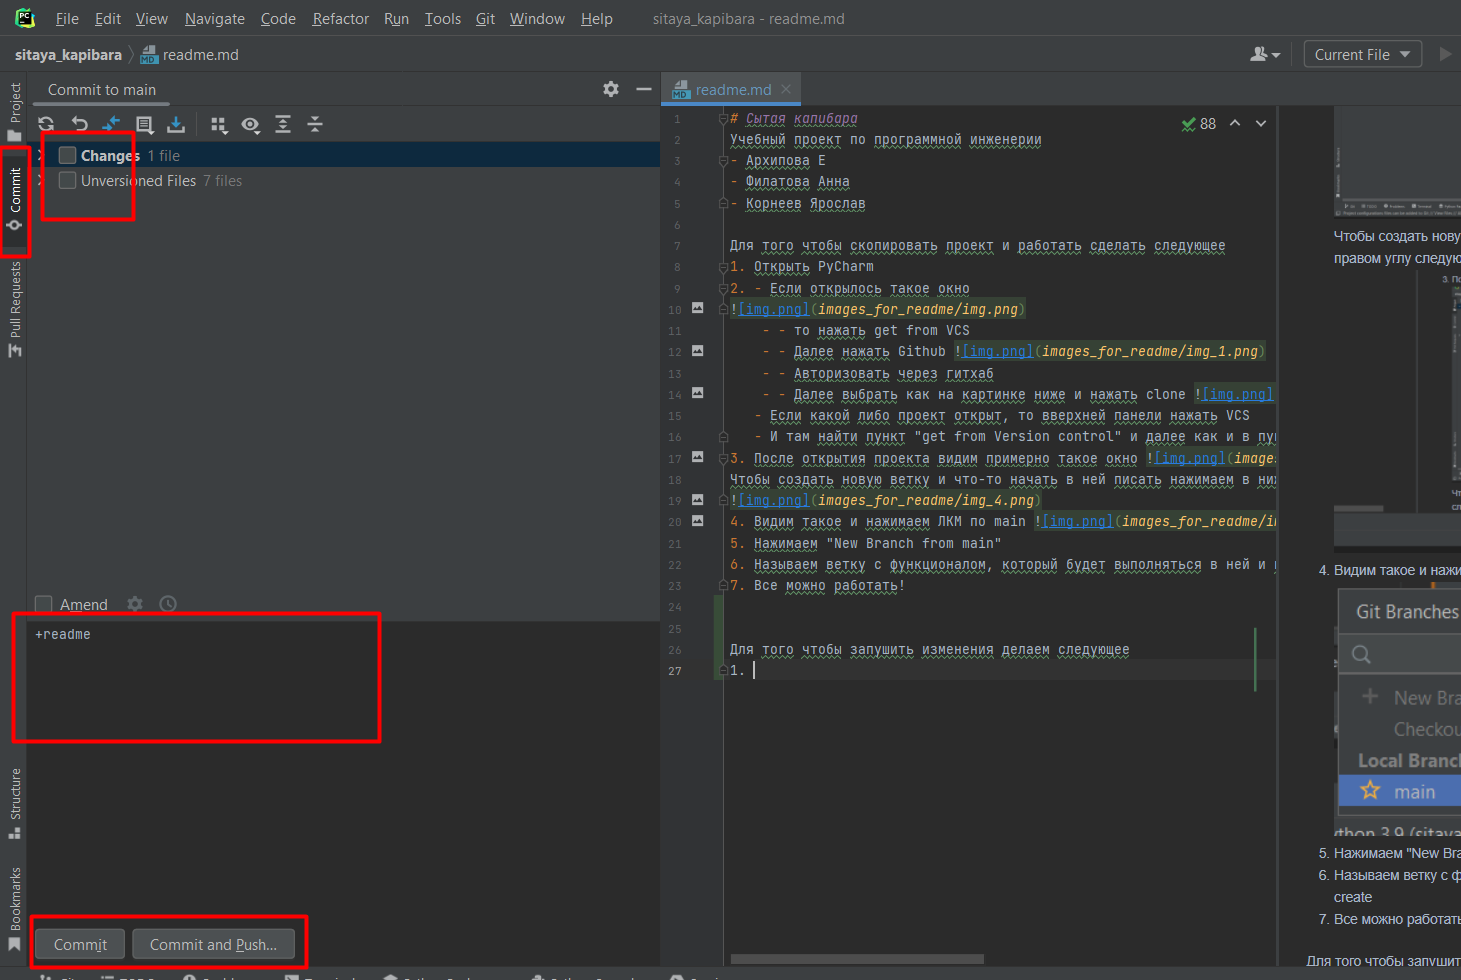 File Edit View Navigate Code Refactor Run Tools Git Window Help sitaya_kapibara - readme.md
sitaya_kapibara readme.md
Current File
Project
Commit
Pull Requests
Structure
Bookmarks
Commit to main
Changes 1 file
Unversioned Files 7 files
Amend
+readme
Commit Commit and Push...
readme.md
88
1 # Сытая капибара
2 Учебный проект по программной инженерии
3 - Архипова Е
4 - Филатова Анна
5 - Корнеев Ярослав
6
7 Для того чтобы скопировать проект и работать сделать следующее
8 1. Открыть PyCharm
9 2. - Если открылось такое окно
10 ![img.png](images_for_readme/img.png)
11 - - то нажать get from VCS
12 - - Далее нажать Github ![img.png](images_for_readme/img_1.png)
13 - - Авторизовать через гитхаб
14 - - Далее выбрать как на картинке ниже и нажать clone ![img.png]
15 - Если какой либо проект открыт, то вверхней панели нажать VCS
16 - И там найти пункт "get from Version control" и далее как и в
17 3. После открытия проекта видим примерно такое окно ![img.png](
18 Чтобы создать новую ветку и что-то начать в ней писать нажимаем в
19 ![img.png](images_for_readme/img_4.png)
20 4. Видим такое и нажимаем ЛКМ по main ![img.png](images_for_readme/
21 5. Нажимаем "New Branch from main"
22 6. Называем ветку с функционалом, который будет выполняться в ней и
23 7. Все можно работать!
24
25
26 Для того чтобы запушить изменения делаем следующее
27 1.
Чтобы создать нову
правом углу следую
4. Видим такое и нажи
Git Branches
New Bra
Checkou
Local Branc
main
5. Нажимаем "New Bra
6. Называем ветку с ф
create
7. Все можно работать
Для того чтобы запушит